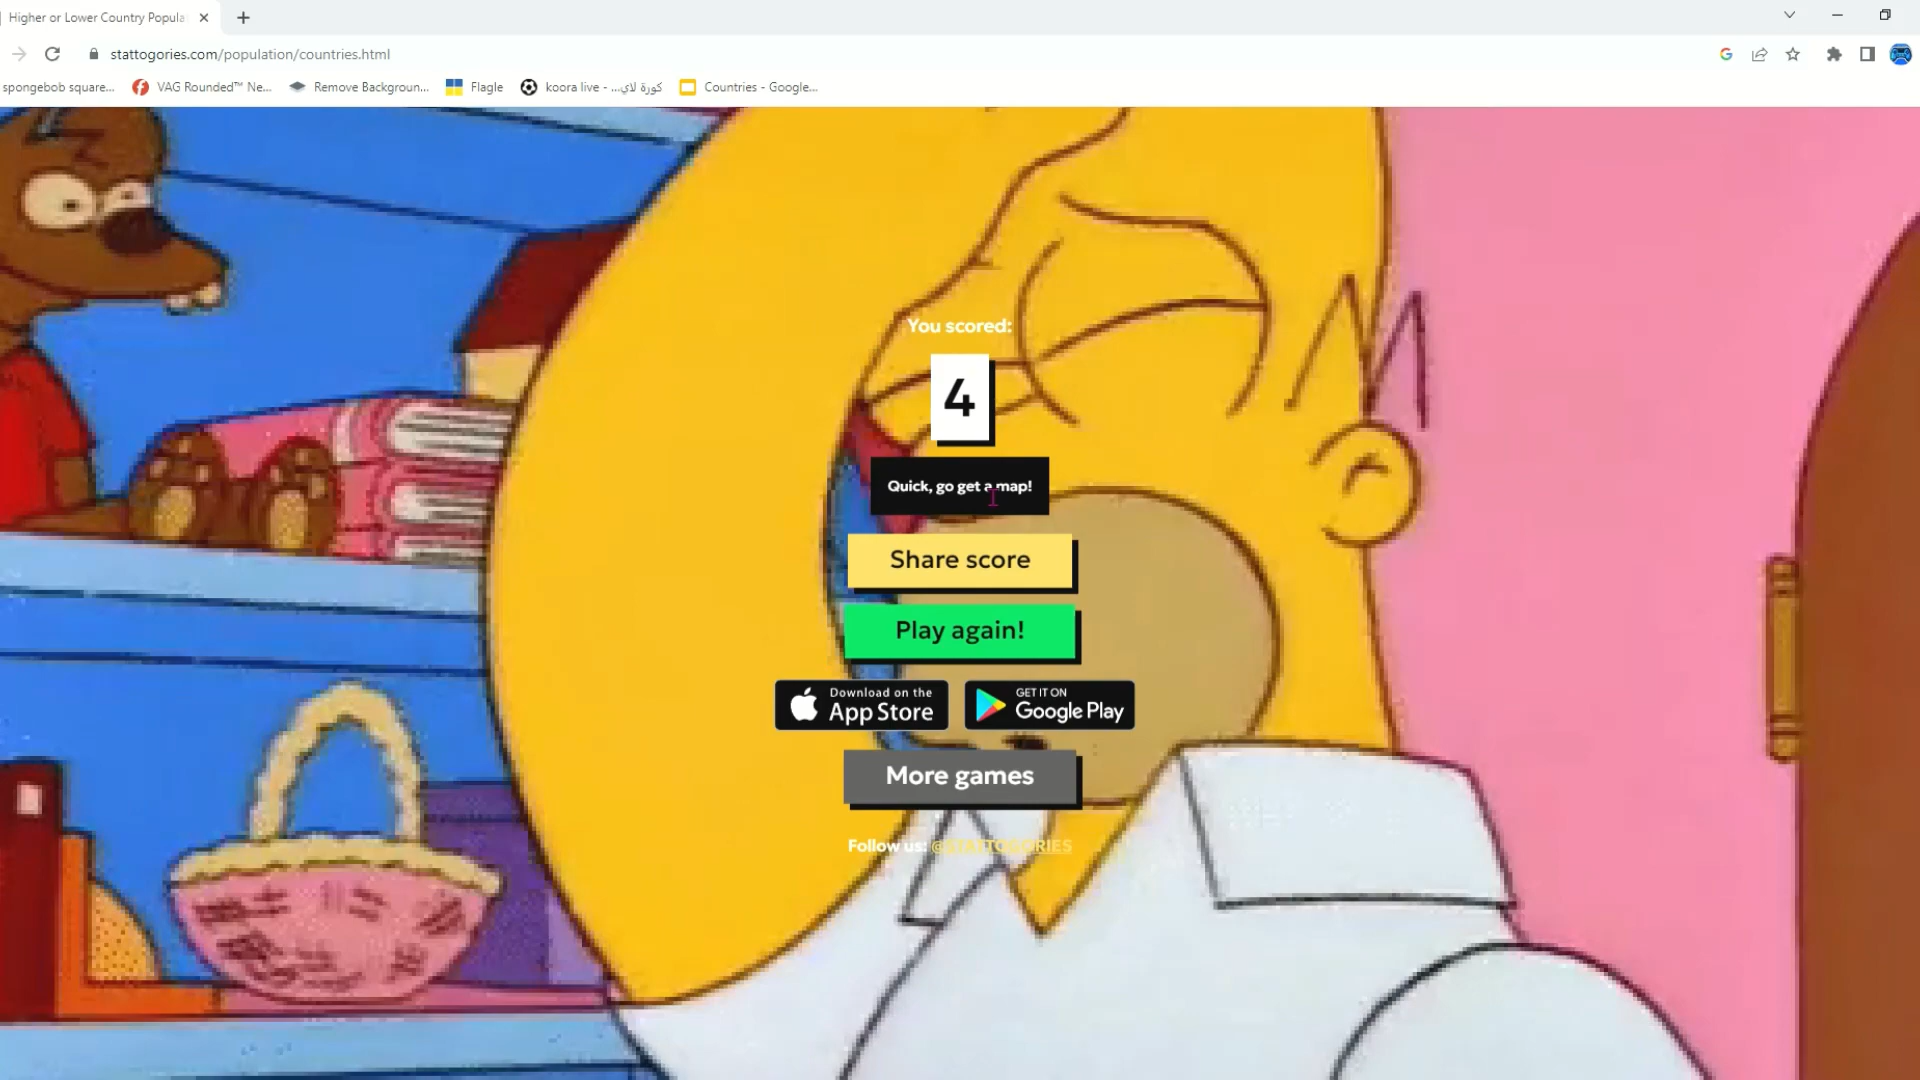 Higher or Lower Country Popula
stattogories.com/population/countries.html
spongebob square...
VAG Rounded™ Ne...
Remove Backgroun...
Flagle
koora live - كورة لاي...
Countries - Google...
You scored:
4
Quick, go get a map!
Share score
Play again!
Download on the
App Store
GET IT ON
Google Play
More games
Follow us: @STATTOGORIES